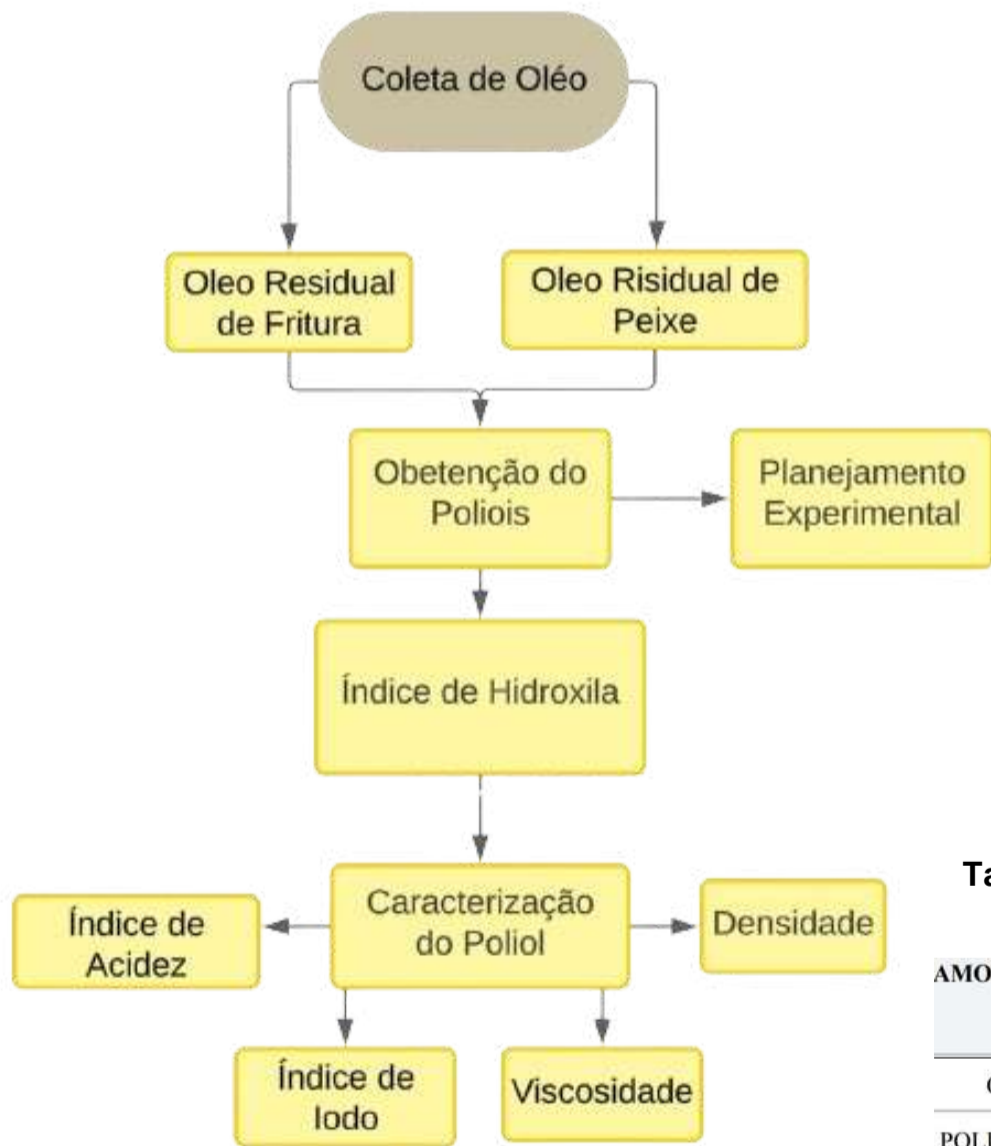 Coleta de Oléo
Oleo Residual
de Fritura
Oleo Risidual de
Peixe
Obetenção do
Poliois
Planejamento
Experimental
Índice de Hidroxila
Caracterização
do Poliol
Índice de
Acidez
Densidade
Índice de
Iodo
Viscosidade
Ta
AMO
POLI